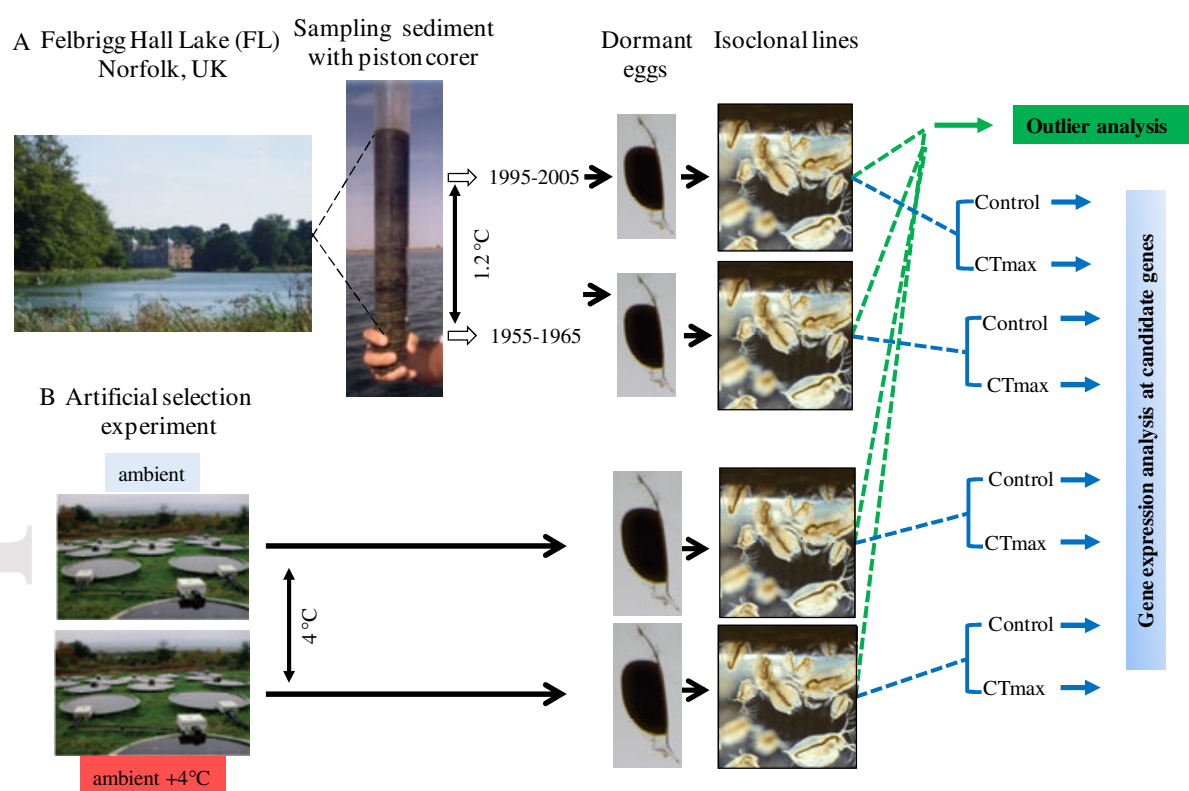 A Felbrigg Hall Lake (FL)
Norfolk, UK
Sampling sediment
with piston corer
Dormant
eggs
Isoclonal lines
1995-2005
1.2 °C
1955-1965
Outlier analysis
Control
CTmax
Control
CTmax
B Artificial selection
experiment
ambient
4 °C
ambient +4°C
Control
CTmax
Control
CTmax
Gene expression analysis at candidate genes